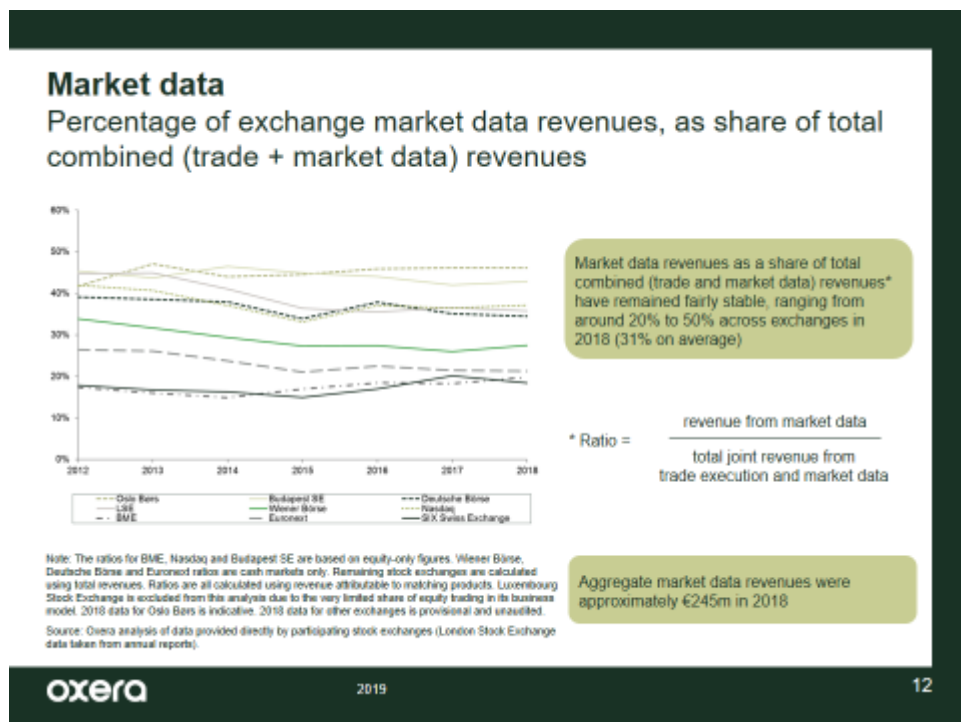 Market data
Percentage of exchange market data revenues, as share of total
combined (trade + market data) revenues
60%
50%
40%
30%
20%
10%
0%
2012 2013 2014 2015 2016 2017 2018
Oslo Børs Budapest SE Deutsche Börse
LSE Wiener Börse Nasdaq
BME Euronext SIX Swiss Exchange
Market data revenues as a share of total
combined (trade and market data) revenues*
have remained fairly stable, ranging from
around 20% to 50% across exchanges in
2018 (31% on average)
* Ratio =
revenue from market data
total joint revenue from
trade execution and market data
Note: The ratios for BME, Nasdaq and Budapest SE are based on equity-only figures. Wiener Börse,
Deutsche Börse and Euronext ratios are cash markets only. Remaining stock exchanges are calculated
using total revenues. Ratios are all calculated using revenue attributable to matching products. Luxembourg
Stock Exchange is excluded from this analysis due to the very limited share of equity trading in its business
model. 2018 data for Oslo Børs is indicative. 2018 data for other exchanges is provisional and unaudited.
Source: Oxera analysis of data provided directly by participating stock exchanges (London Stock Exchange
data taken from annual reports).
Aggregate market data revenues were
approximately €245m in 2018
oxera
2019
12